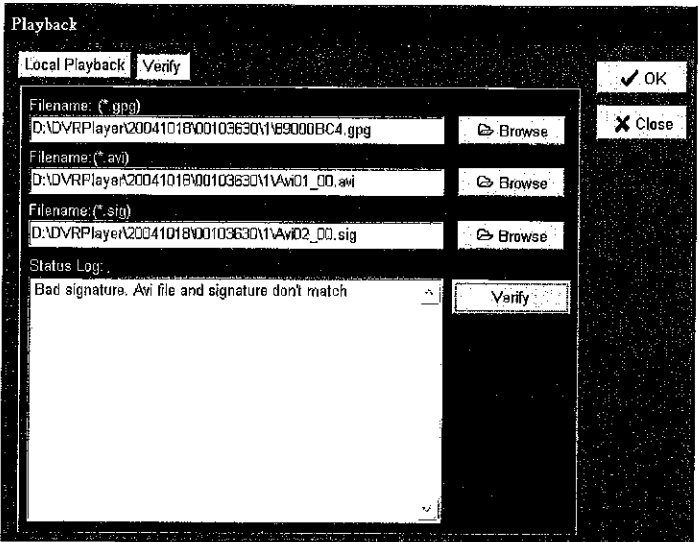 Playback
Local Playback Verify
OK
Close
Filename: (*.gpg)
D:\DVRPlayer\20041018\00103630\1\69000BC4.gpg Browse
Filename:(*.avi)
D:\DVRPlayer\20041018\00103630\1\Avi01_00.avi Browse
Filename:(*.sig)
D:\DVRPlayer\20041018\00103630\1\Avi02_00.sig Browse
Status Log:
Bad signature. Avi file and signature don't match
Verify